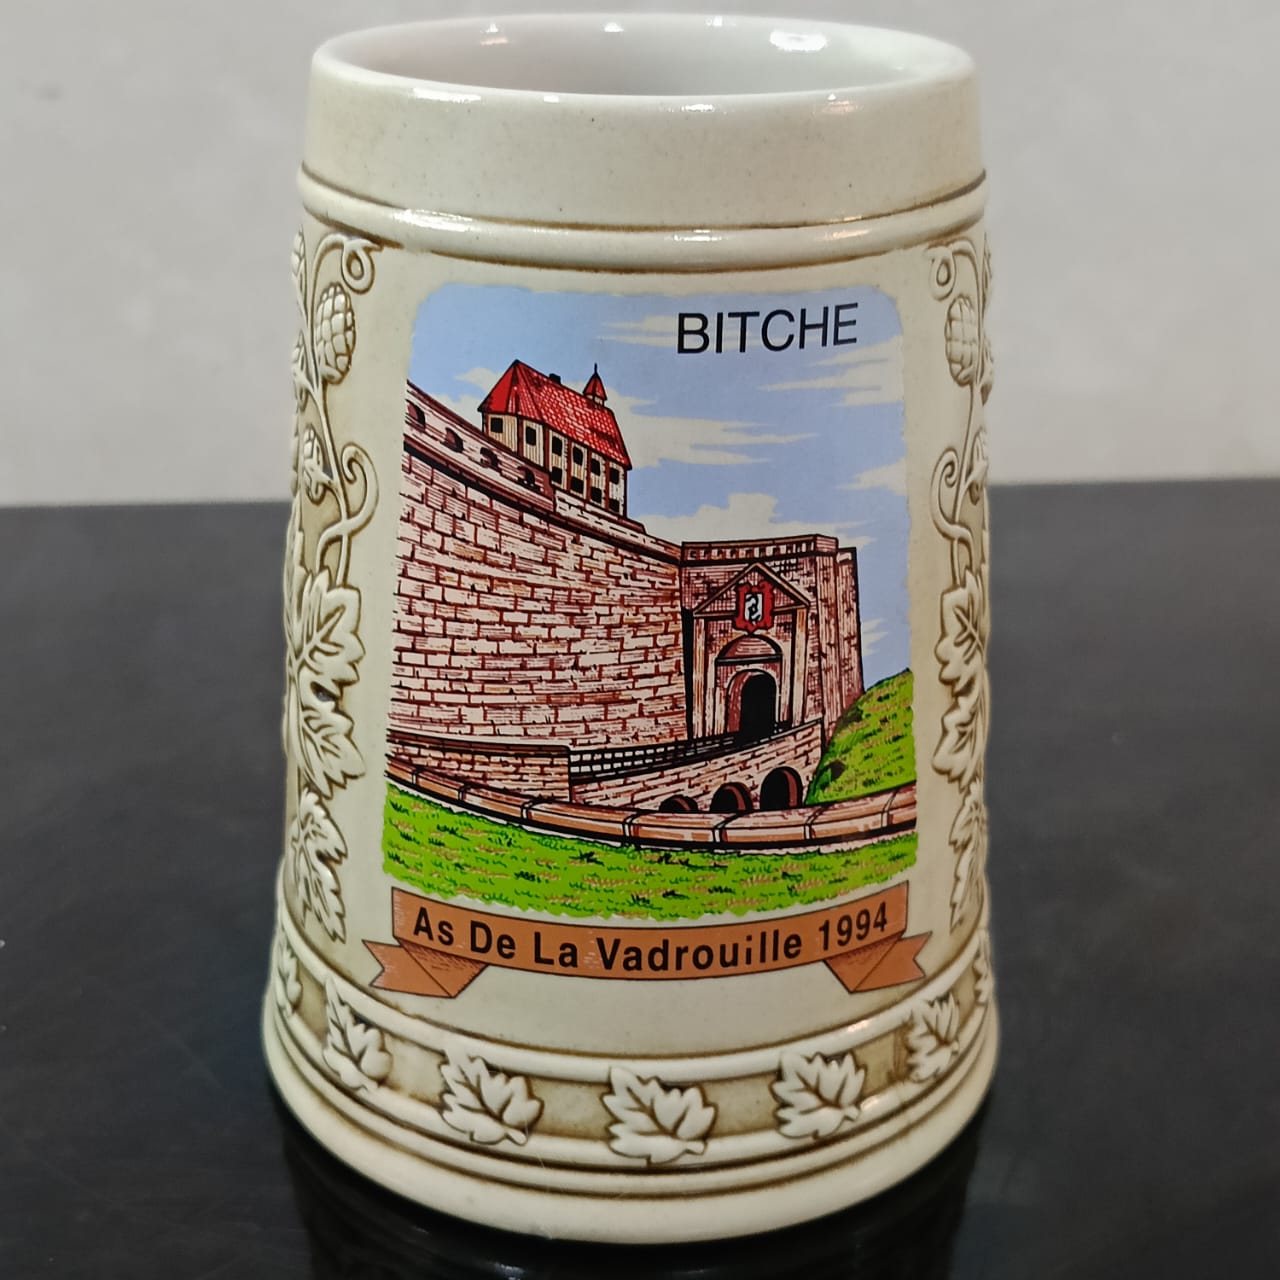 BITCHE
As De La Vadrouille 1994